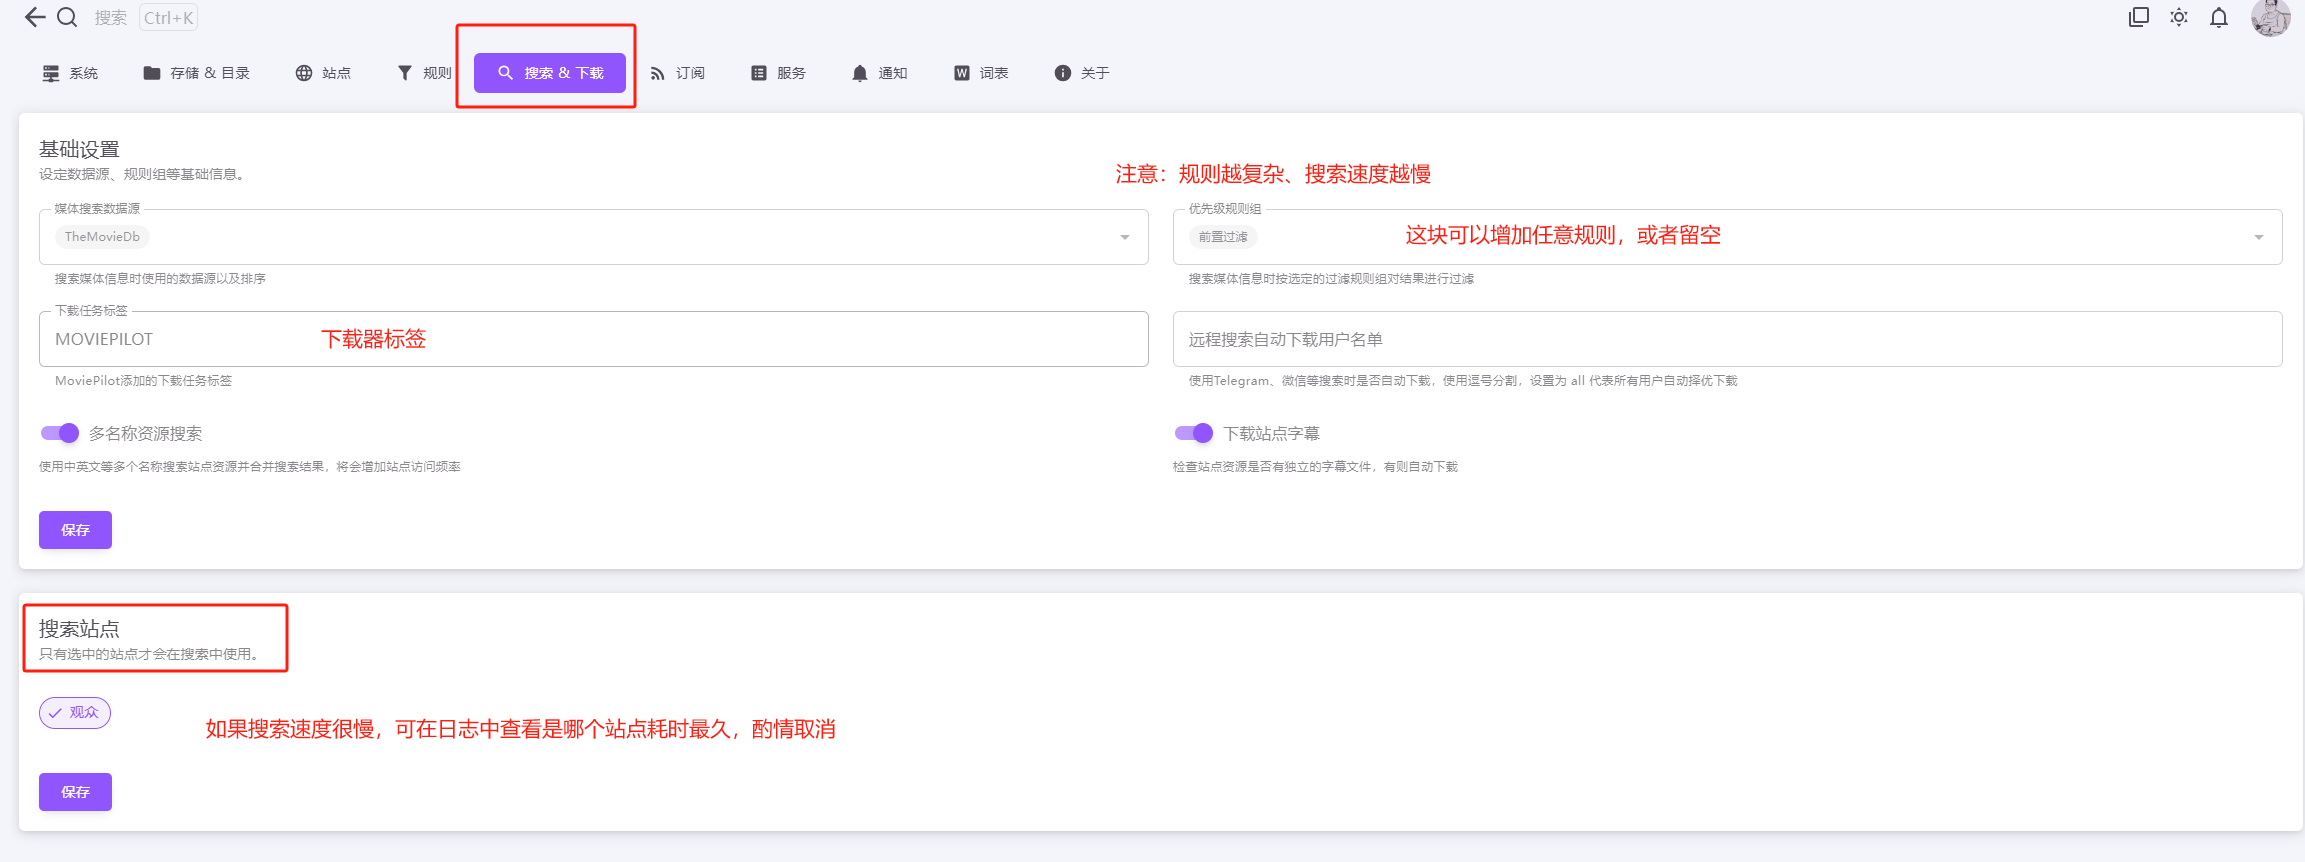 搜索 Ctrl+K
系统 存储 & 目录 站点 规则 搜索 & 下载 订阅 服务 通知 词表 关于
基础设置
设定数据源、规则组等基础信息。
注意：规则越复杂、搜索速度越慢
媒体搜索数据源
TheMovieDb
搜索媒体信息时使用的数据源以及排序
优先级规则组
前置过滤
这块可以增加任意规则，或者留空
搜索媒体信息时按选定的过滤规则组对结果进行过滤
下载任务标签
MOVIEPILOT
下载器标签
MoviePilot添加的下载任务标签
远程搜索自动下载用户名单
使用Telegram、微信等搜索时是否自动下载，使用逗号分割，设置为 all 代表所有用户自动择优下载
多名称资源搜索
使用中英文等多个名称搜索站点资源并合并搜索结果，将会增加站点访问频率
下载站点字幕
检查站点资源是否有独立的字幕文件，有则自动下载
保存
搜索站点
只有选中的站点才会在搜索中使用。
观众
如果搜索速度很慢，可在日志中查看是哪个站点耗时最久，酌情取消
保存